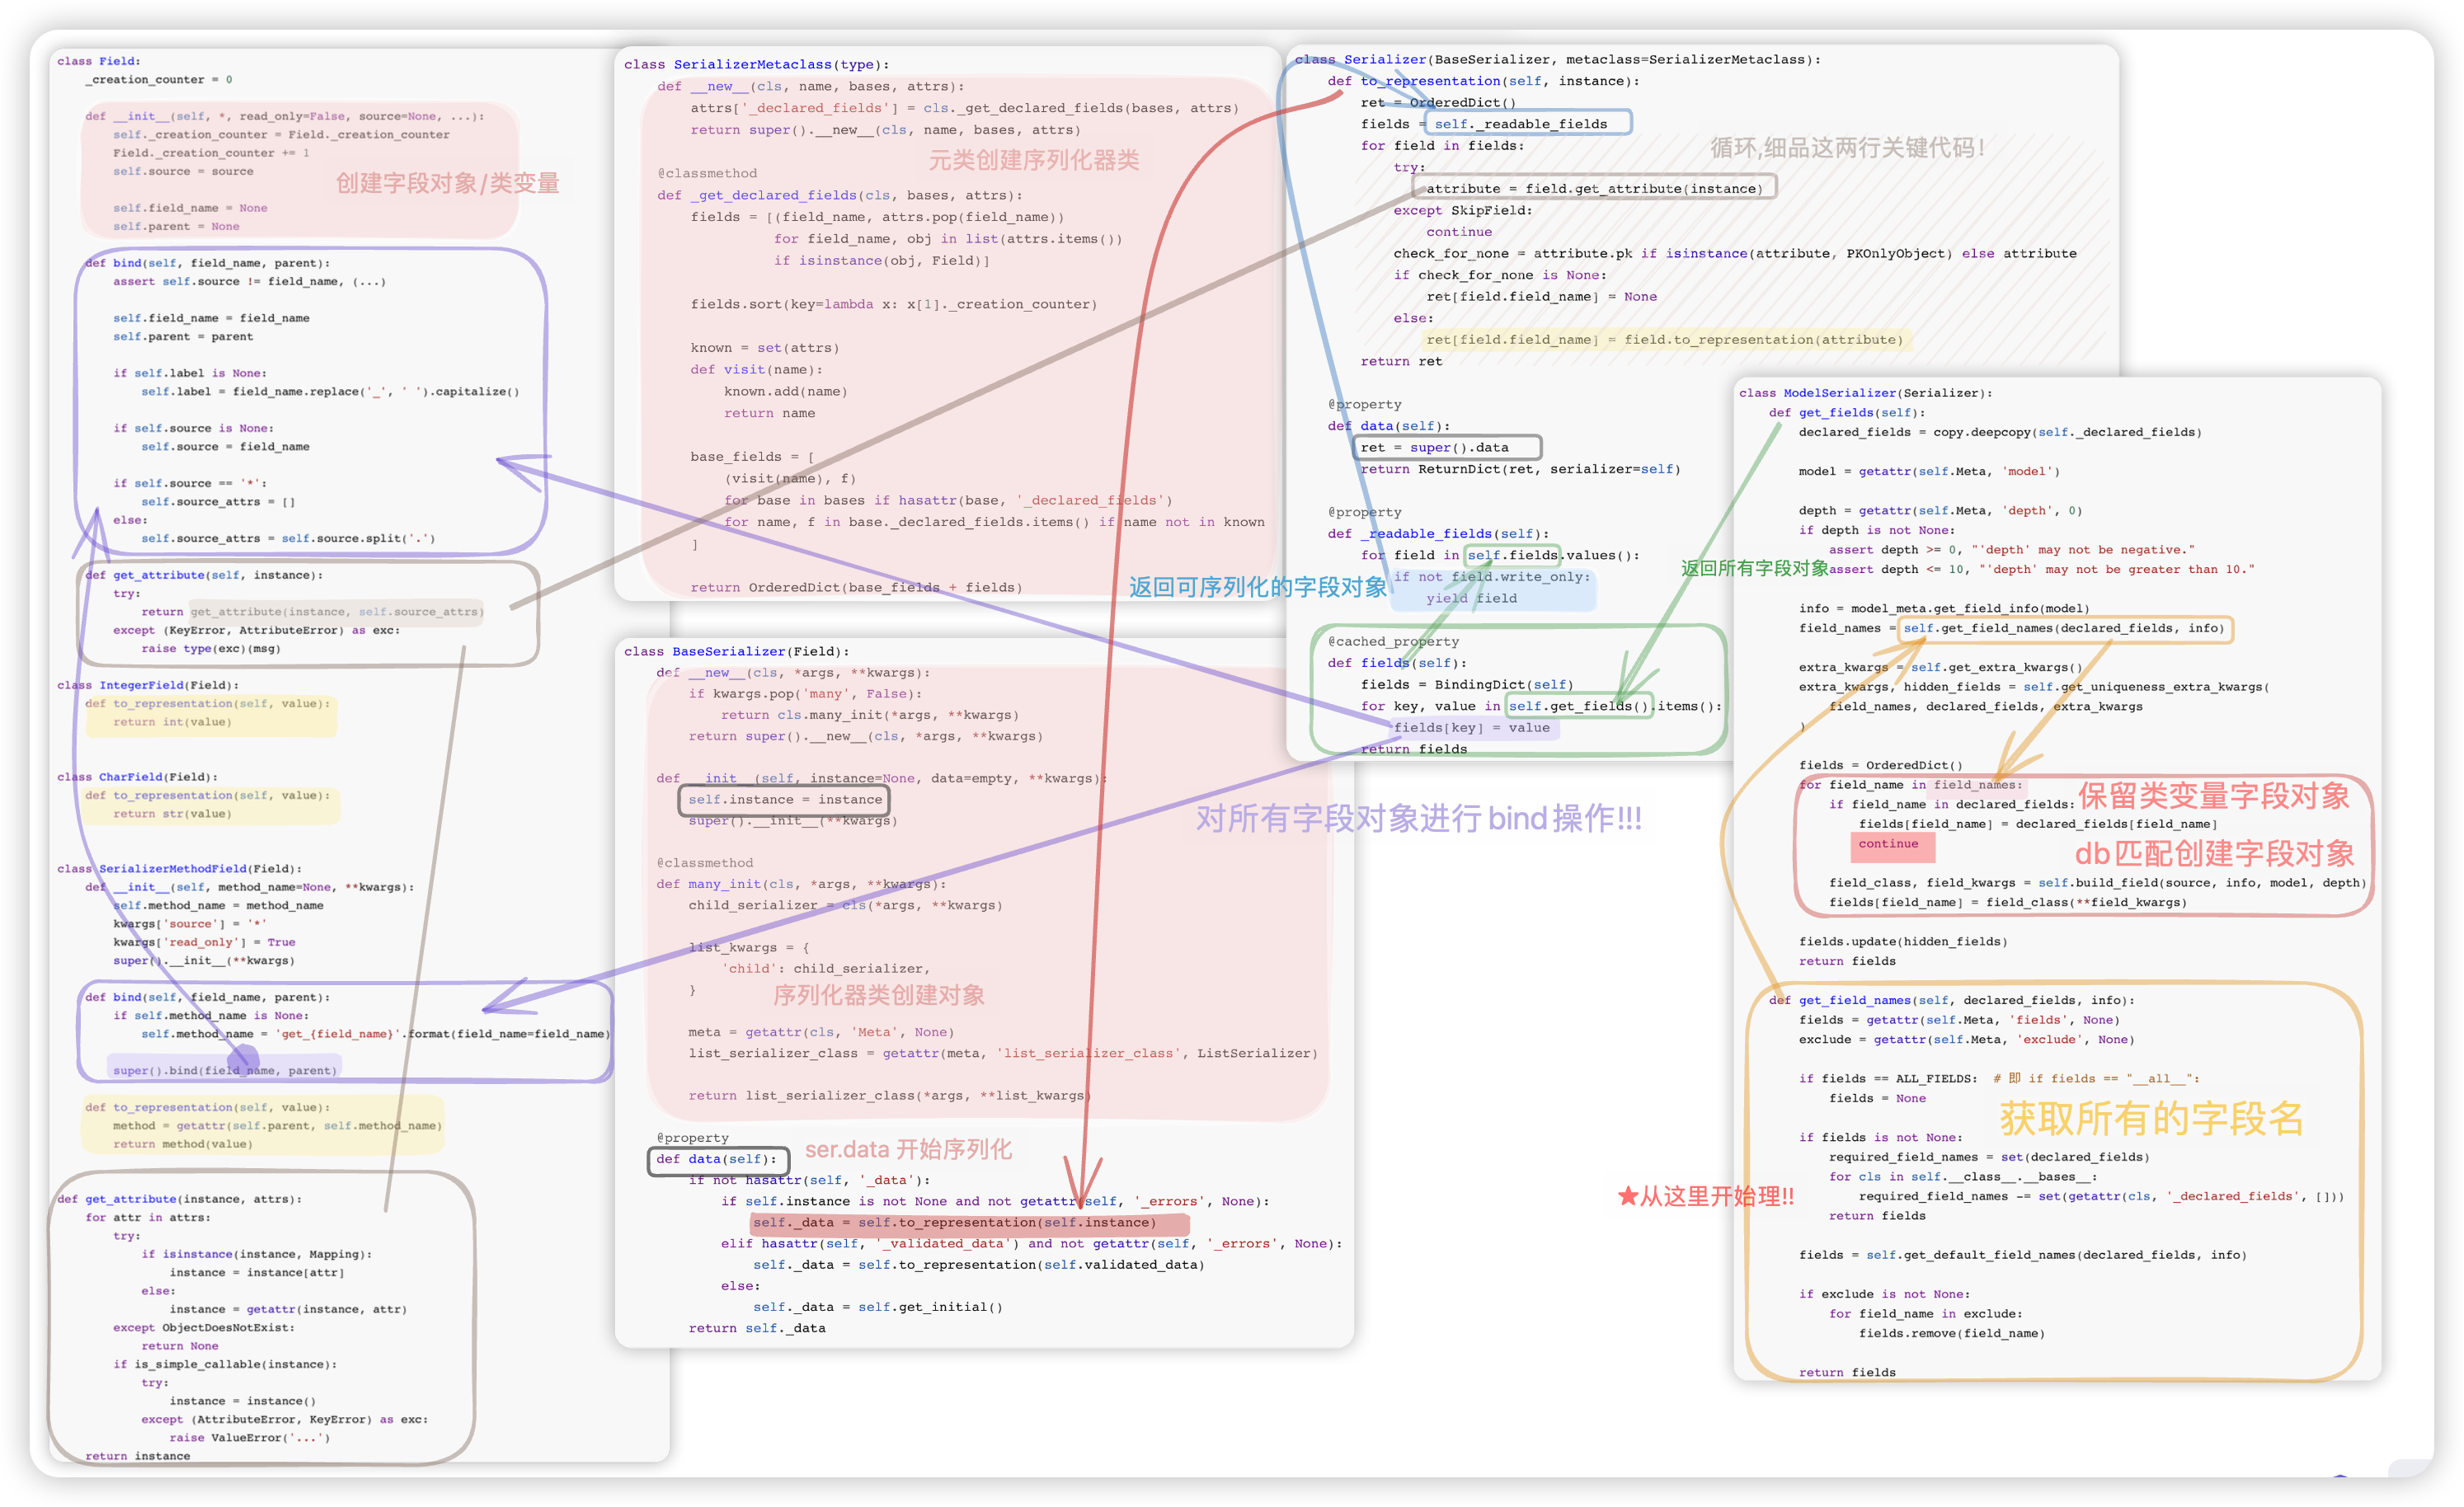 class Field:
    _creation_counter = 0

    def __init__(self, *, read_only=False, source=None, ...):
        self._creation_counter = Field._creation_counter
        Field._creation_counter += 1
        self.source = source
创建字段对象/类变量
        self.field_name = None
        self.parent = None

    def bind(self, field_name, parent):
        assert self.source != field_name, (...)

        self.field_name = field_name
        self.parent = parent

        if self.label is None:
            self.label = field_name.replace('_', ' ').capitalize()

        if self.source is None:
            self.source = field_name

        if self.source == '*':
            self.source_attrs = []
        else:
            self.source_attrs = self.source.split('.')

    def get_attribute(self, instance):
        try:
            return get_attribute(instance, self.source_attrs)
        except (KeyError, AttributeError) as exc:
            raise type(exc)(msg)

class IntegerField(Field):
    def to_representation(self, value):
        return int(value)

class CharField(Field):
    def to_representation(self, value):
        return str(value)

class SerializerMethodField(Field):
    def __init__(self, method_name=None, **kwargs):
        self.method_name = method_name
        kwargs['source'] = '*'
        kwargs['read_only'] = True
        super().__init__(**kwargs)

    def bind(self, field_name, parent):
        if self.method_name is None:
            self.method_name = 'get_{field_name}'.format(field_name=field_name)

        super().bind(field_name, parent)

    def to_representation(self, value):
        method = getattr(self.parent, self.method_name)
        return method(value)

def get_attribute(instance, attrs):
    for attr in attrs:
        try:
            if isinstance(instance, Mapping):
                instance = instance[attr]
            else:
                instance = getattr(instance, attr)
        except ObjectDoesNotExist:
            return None
        if is_simple_callable(instance):
            try:
                instance = instance()
            except (AttributeError, KeyError) as exc:
                raise ValueError('...')
    return instance

class SerializerMetaclass(type):
    def __new__(cls, name, bases, attrs):
        attrs['_declared_fields'] = cls._get_declared_fields(bases, attrs)
        return super().__new__(cls, name, bases, attrs)
元类创建序列化器类
    @classmethod
    def _get_declared_fields(cls, bases, attrs):
        fields = [(field_name, attrs.pop(field_name))
                  for field_name, obj in list(attrs.items())
                  if isinstance(obj, Field)]

        fields.sort(key=lambda x: x[1]._creation_counter)

        known = set(attrs)
        def visit(name):
            known.add(name)
            return name

        base_fields = [
            (visit(name), f)
            for base in bases if hasattr(base, '_declared_fields')
            for name, f in base._declared_fields.items() if name not in known
        ]

        return OrderedDict(base_fields + fields)

class BaseSerializer(Field):
    def __new__(cls, *args, **kwargs):
        if kwargs.pop('many', False):
            return cls.many_init(*args, **kwargs)
        return super().__new__(cls, *args, **kwargs)

    def __init__(self, instance=None, data=empty, **kwargs):
        self.instance = instance
        super().__init__(**kwargs)

    @classmethod
    def many_init(cls, *args, **kwargs):
        child_serializer = cls(*args, **kwargs)

        list_kwargs = {
            'child': child_serializer,
        }
序列化器类创建对象
        meta = getattr(cls, 'Meta', None)
        list_serializer_class = getattr(meta, 'list_serializer_class', ListSerializer)

        return list_serializer_class(*args, **list_kwargs)

    @property
ser.data 开始序列化
    def data(self):
        if not hasattr(self, '_data'):
            if self.instance is not None and not getattr(self, '_errors', None):
                self._data = self.to_representation(self.instance)
            elif hasattr(self, '_validated_data') and not getattr(self, '_errors', None):
                self._data = self.to_representation(self.validated_data)
            else:
                self._data = self.get_initial()
        return self._data

class Serializer(BaseSerializer, metaclass=SerializerMetaclass):
    def to_representation(self, instance):
        ret = OrderedDict()
        fields = self._readable_fields
        for field in fields:
循环,细品这两行关键代码!
            try:
                attribute = field.get_attribute(instance)
            except SkipField:
                continue
            check_for_none = attribute.pk if isinstance(attribute, PKOnlyObject) else attribute
            if check_for_none is None:
                ret[field.field_name] = None
            else:
                ret[field.field_name] = field.to_representation(attribute)
        return ret

    @property
    def data(self):
        ret = super().data
        return ReturnDict(ret, serializer=self)

    @property
    def _readable_fields(self):
        for field in self.fields.values():
            if not field.write_only:
                yield field
返回可序列化的字段对象
返回所有字段对象

    @cached_property
    def fields(self):
        fields = BindingDict(self)
        for key, value in self.get_fields().items():
            fields[key] = value
        return fields
对所有字段对象进行 bind 操作!!!

class ModelSerializer(Serializer):
    def get_fields(self):
        declared_fields = copy.deepcopy(self._declared_fields)

        model = getattr(self.Meta, 'model')

        depth = getattr(self.Meta, 'depth', 0)
        if depth is not None:
            assert depth >= 0, "'depth' may not be negative."
            assert depth <= 10, "'depth' may not be greater than 10."

        info = model_meta.get_field_info(model)
        field_names = self.get_field_names(declared_fields, info)

        extra_kwargs = self.get_extra_kwargs()
        extra_kwargs, hidden_fields = self.get_uniqueness_extra_kwargs(
            field_names, declared_fields, extra_kwargs
        )

        fields = OrderedDict()
        for field_name in field_names:
保留类变量字段对象
            if field_name in declared_fields:
                fields[field_name] = declared_fields[field_name]
                continue
db匹配创建字段对象
            field_class, field_kwargs = self.build_field(source, info, model, depth)
            fields[field_name] = field_class(**field_kwargs)

        fields.update(hidden_fields)
        return fields

    def get_field_names(self, declared_fields, info):
        fields = getattr(self.Meta, 'fields', None)
        exclude = getattr(self.Meta, 'exclude', None)

        if fields == ALL_FIELDS:  # 即 if fields == "__all__":
            fields = None
获取所有的字段名
        if fields is not None:
            required_field_names = set(declared_fields)
            for cls in self.__class__.__bases__:
                required_field_names -= set(getattr(cls, '_declared_fields', []))
            return fields
★从这里开始理!!

        fields = self.get_default_field_names(declared_fields, info)

        if exclude is not None:
            for field_name in exclude:
                fields.remove(field_name)

        return fields